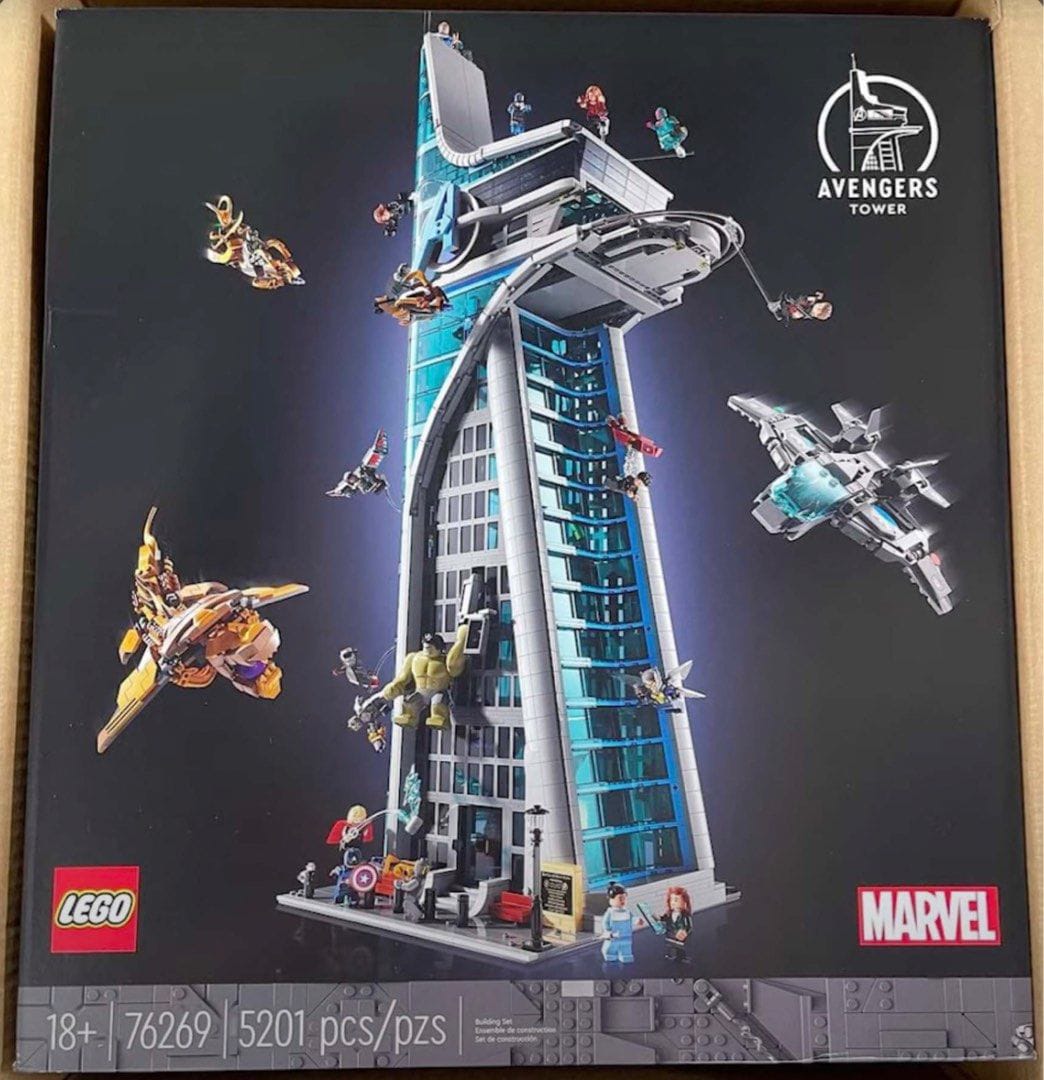 AVENGERS
TOWER
LEGO
MARVEL
18+ 76269 5201 pcs/pzs
Building Set
Ensemble de construction
Set de construcción